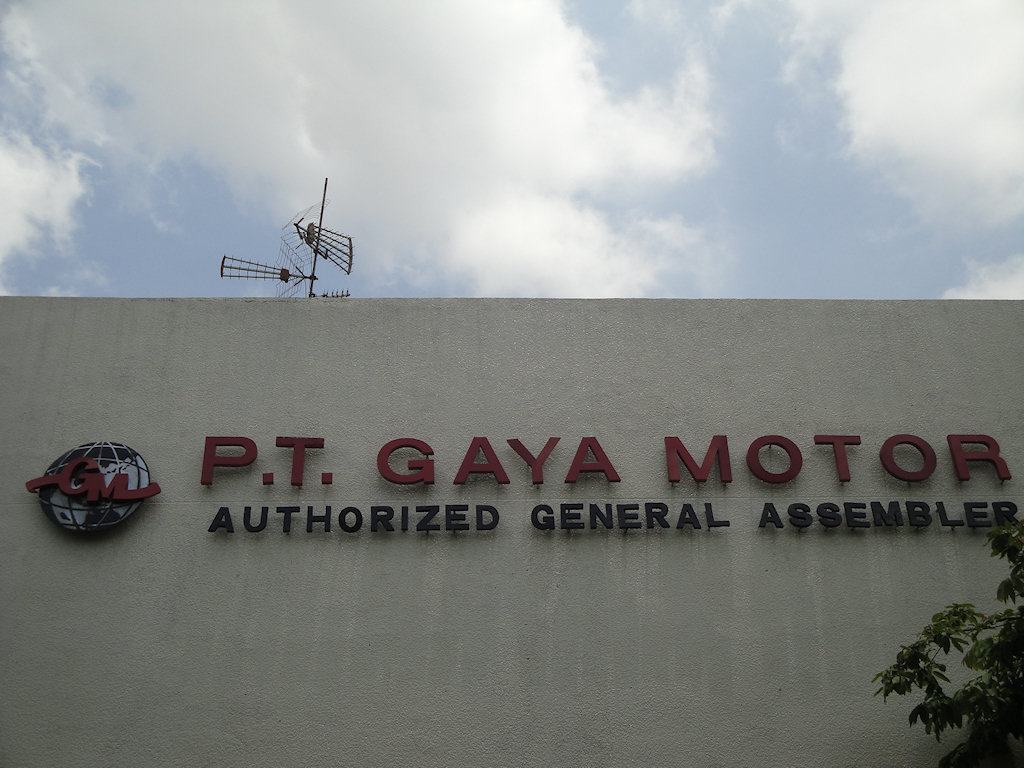 GM
P.T. GAYA MOTOR
AUTHORIZED GENERAL ASSEMBLER